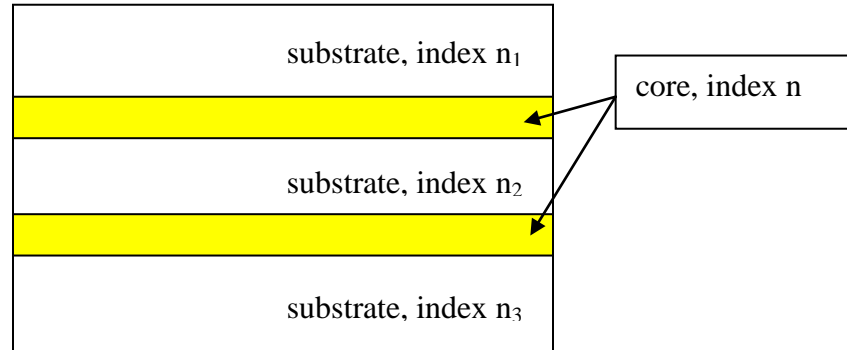 substrate, index n₁
core, index n
substrate, index n₂
substrate, index n₃